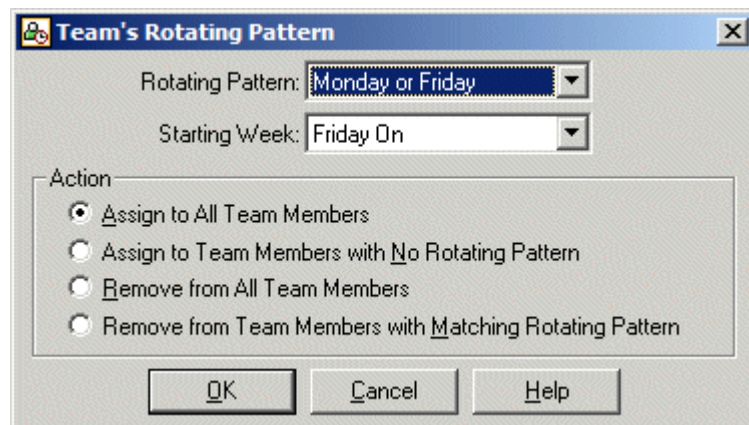 Team's Rotating Pattern
Rotating Pattern: Monday or Friday
Starting Week: Friday On
Action
Assign to All Team Members
Assign to Team Members with No Rotating Pattern
Remove from All Team Members
Remove from Team Members with Matching Rotating Pattern
OK Cancel Help